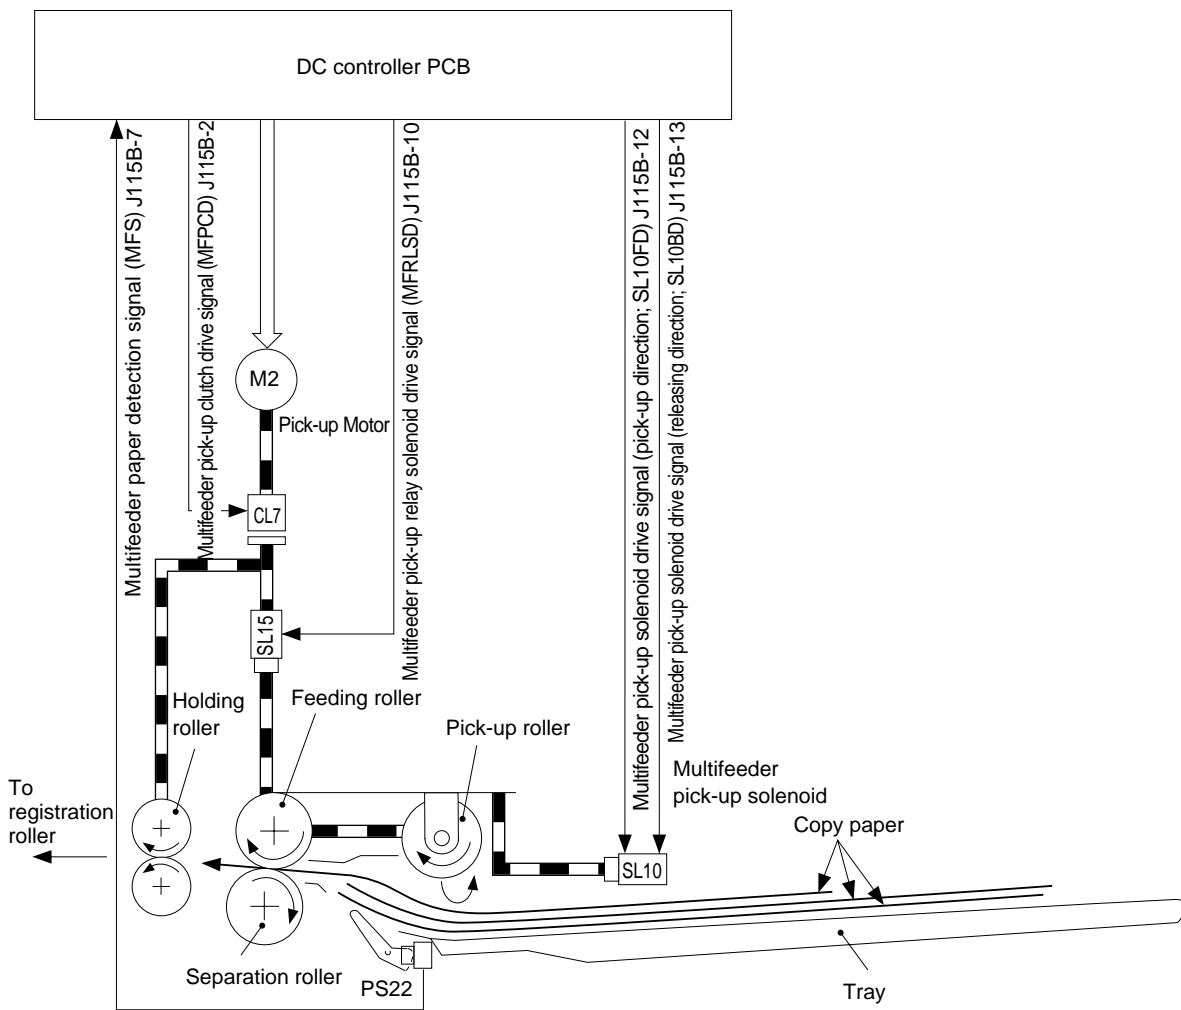 DC controller PCB
Multifeeder paper detection signal (MFS) J115B-7
Multifeeder pick-up clutch drive signal (MFPCD) J115B-2
Multifeeder pick-up relay solenoid drive signal (MFRLSD) J115B-10
Multifeeder pick-up solenoid drive signal (pick-up direction; SL10FD) J115B-12
Multifeeder pick-up solenoid drive signal (releasing direction; SL10BD) J115B-13
M2
Pick-up Motor
CL7
SL15
Holding
roller
Feeding roller
Pick-up roller
Multifeeder
pick-up solenoid
To
registration
roller
Copy paper
SL10
Separation roller
PS22
Tray